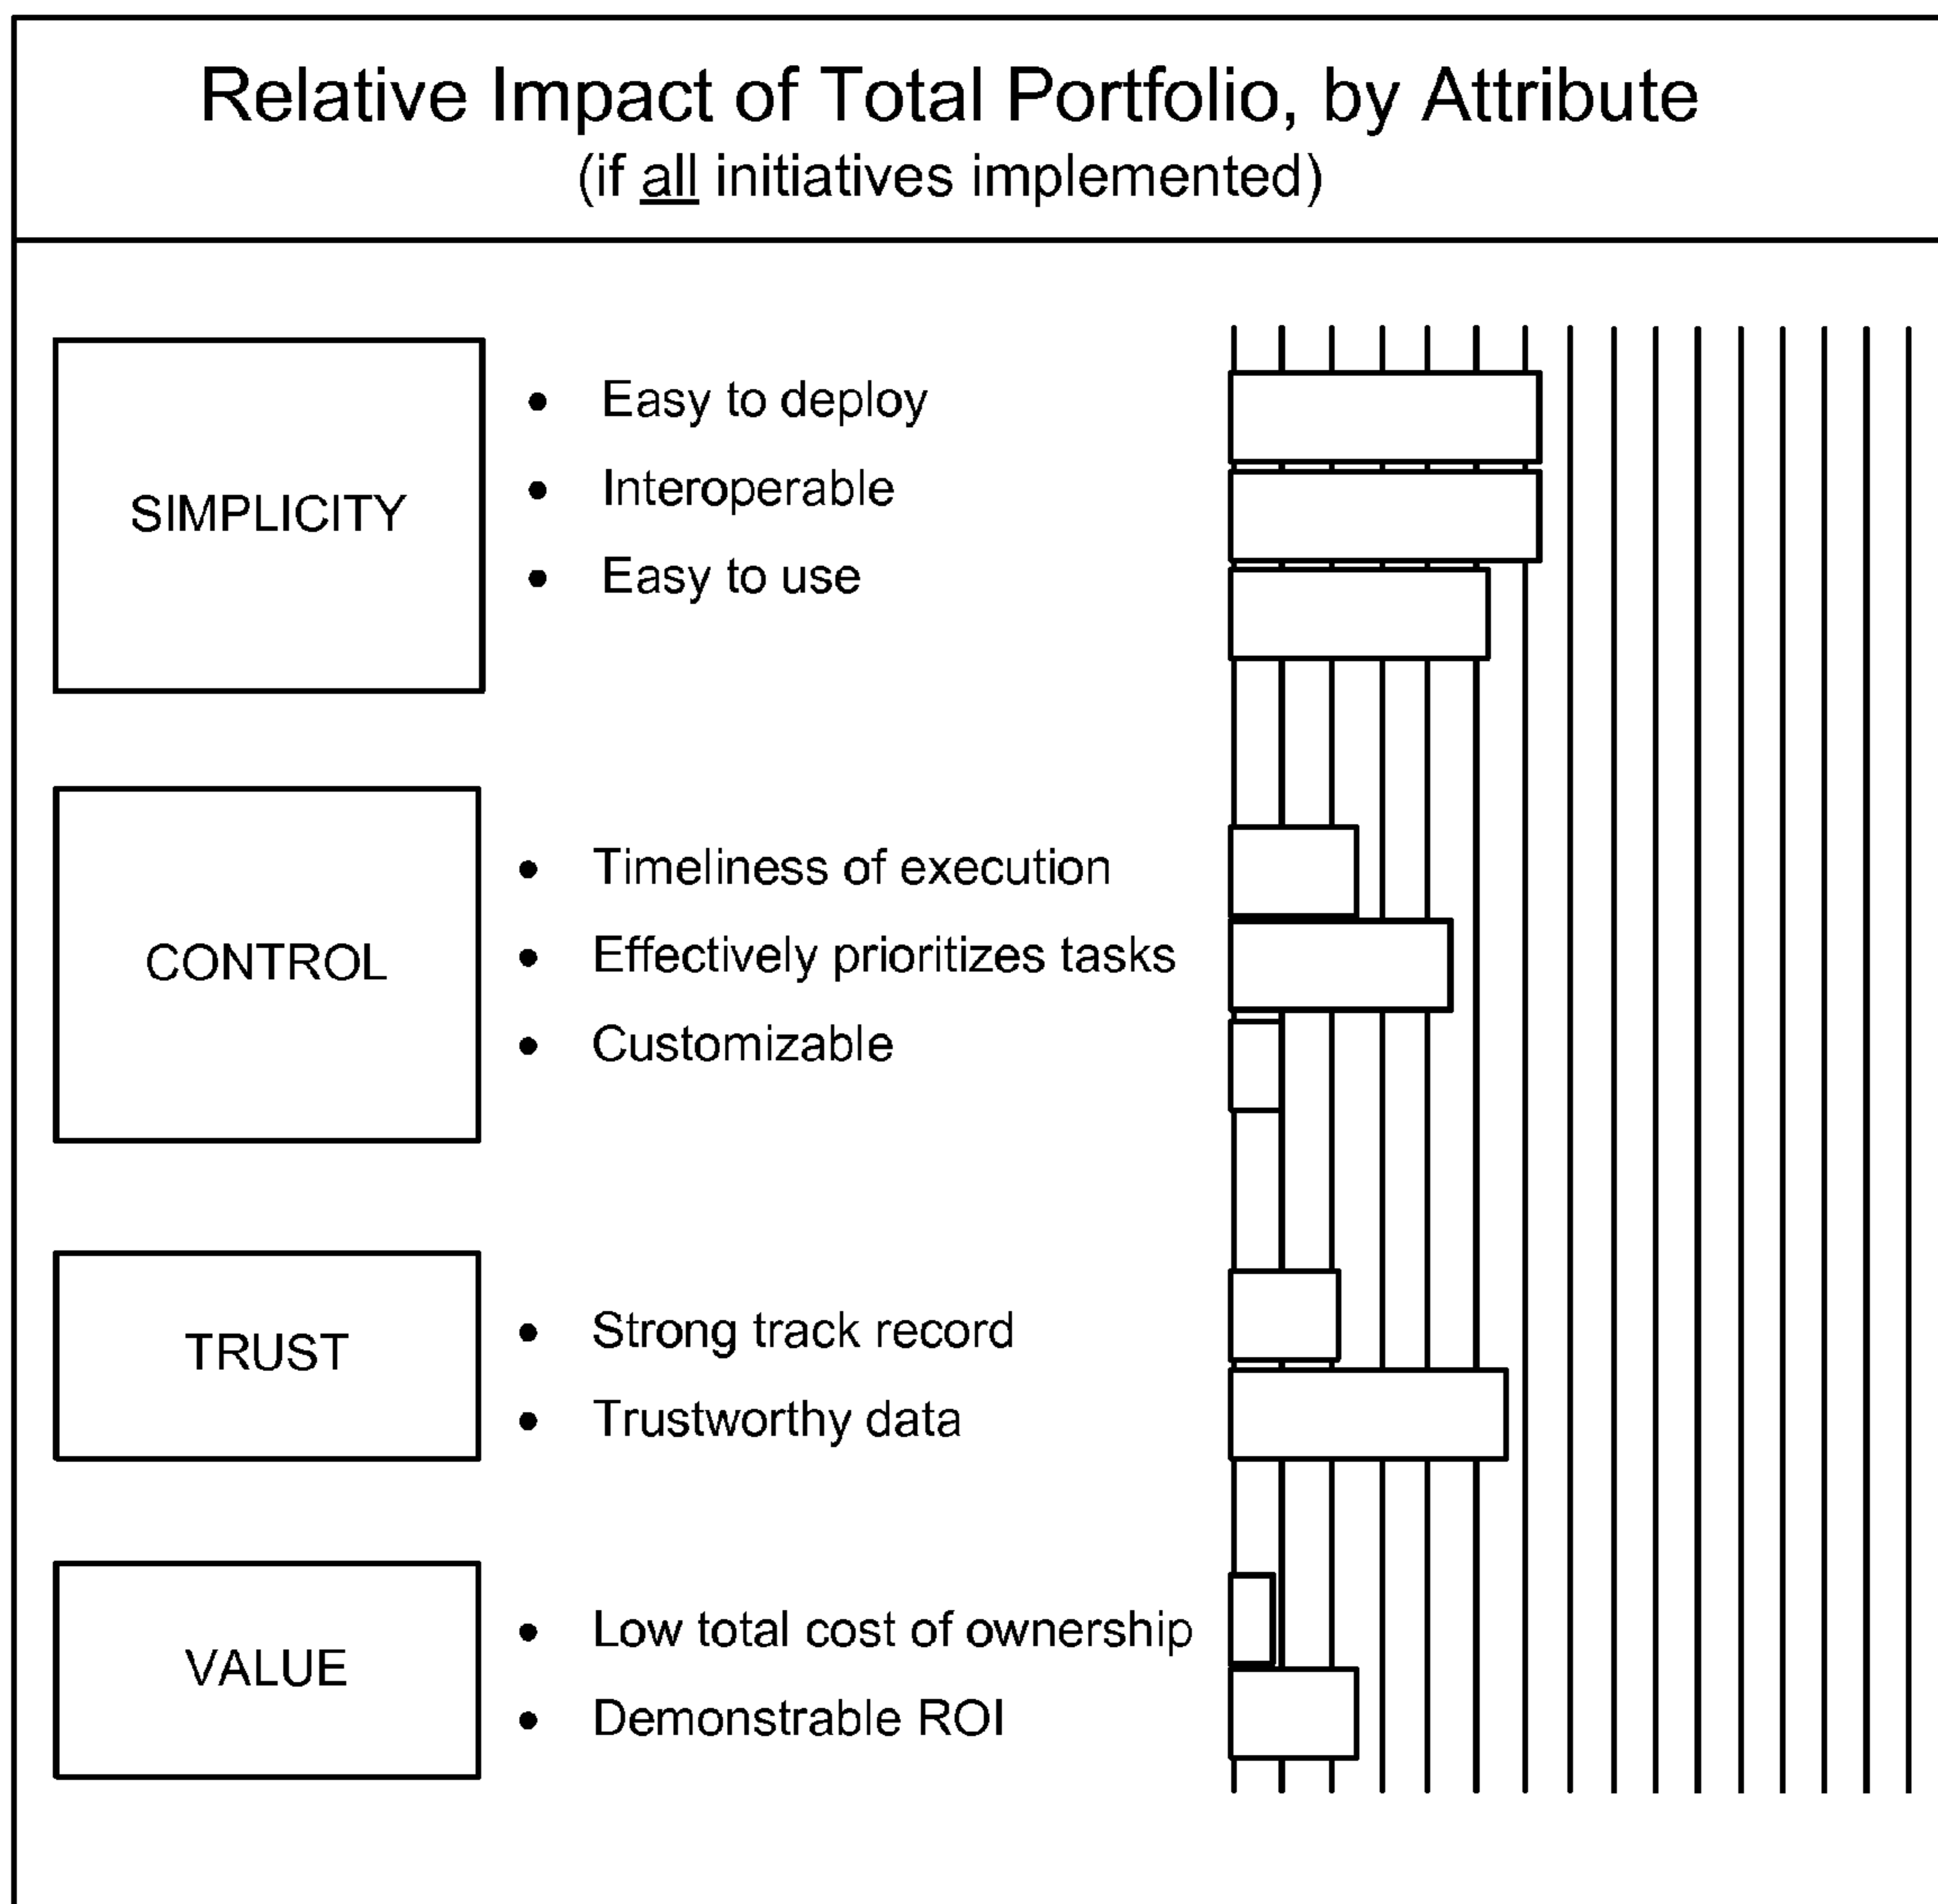 Relative Impact of Total Portfolio, by Attribute
(if all initiatives implemented)
SIMPLICITY
• Easy to deploy
• Interoperable
• Easy to use
CONTROL
• Timeliness of execution
• Effectively prioritizes tasks
• Customizable
TRUST
• Strong track record
• Trustworthy data
VALUE
• Low total cost of ownership
• Demonstrable ROI